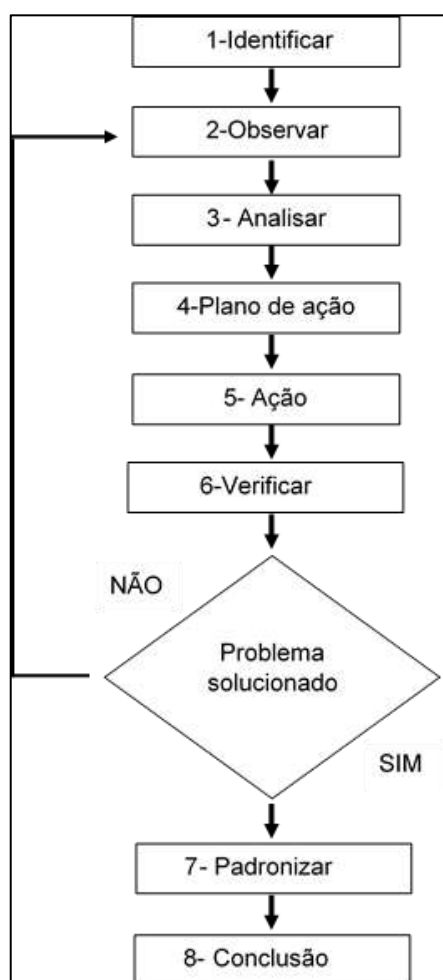 1-Identificar
2-Observar
3- Analisar
4-Plano de ação
5- Ação
6-Verificar
NÃO
Problema
solucionado
SIM
7- Padronizar
8- Conclusão